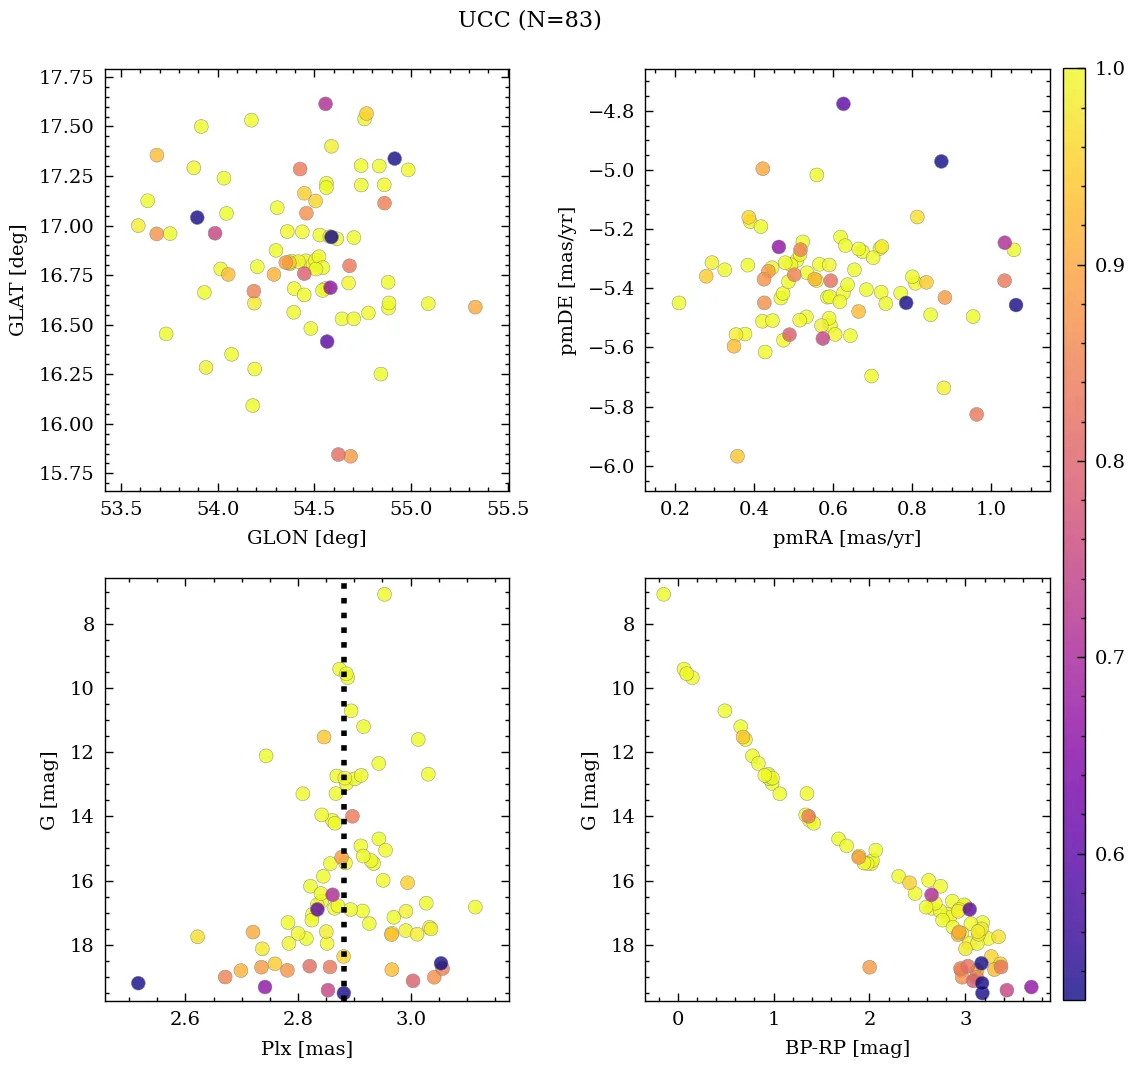 UCC (N=83)
17.75
17.50
17.25
17.00
16.75
16.50
16.25
16.00
15.75
GLAT [deg]
53.5 54.0 54.5 55.0 55.5
GLON [deg]
−4.8
−5.0
−5.2
−5.4
−5.6
−5.8
−6.0
pmDE [mas/yr]
0.2 0.4 0.6 0.8 1.0
pmRA [mas/yr]
1.0
0.9
0.8
0.7
0.6
8
10
12
14
16
18
G [mag]
2.6 2.8 3.0
Plx [mas]
8
10
12
14
16
18
G [mag]
0 1 2 3
BP-RP [mag]